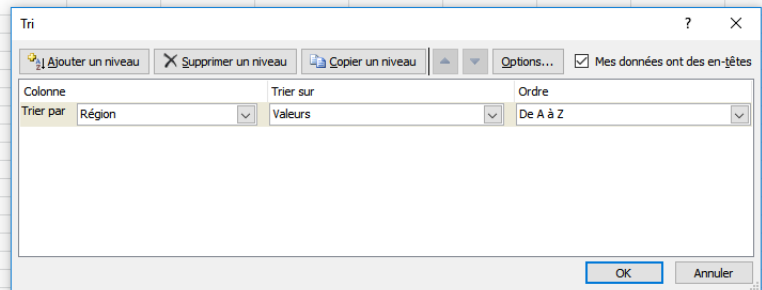 Tri ?
Ajouter un niveau Supprimer un niveau Copier un niveau Options... Mes données ont des en-têtes
Colonne Trier sur Ordre
Trier par Région Valeurs De A à Z
OK Annuler